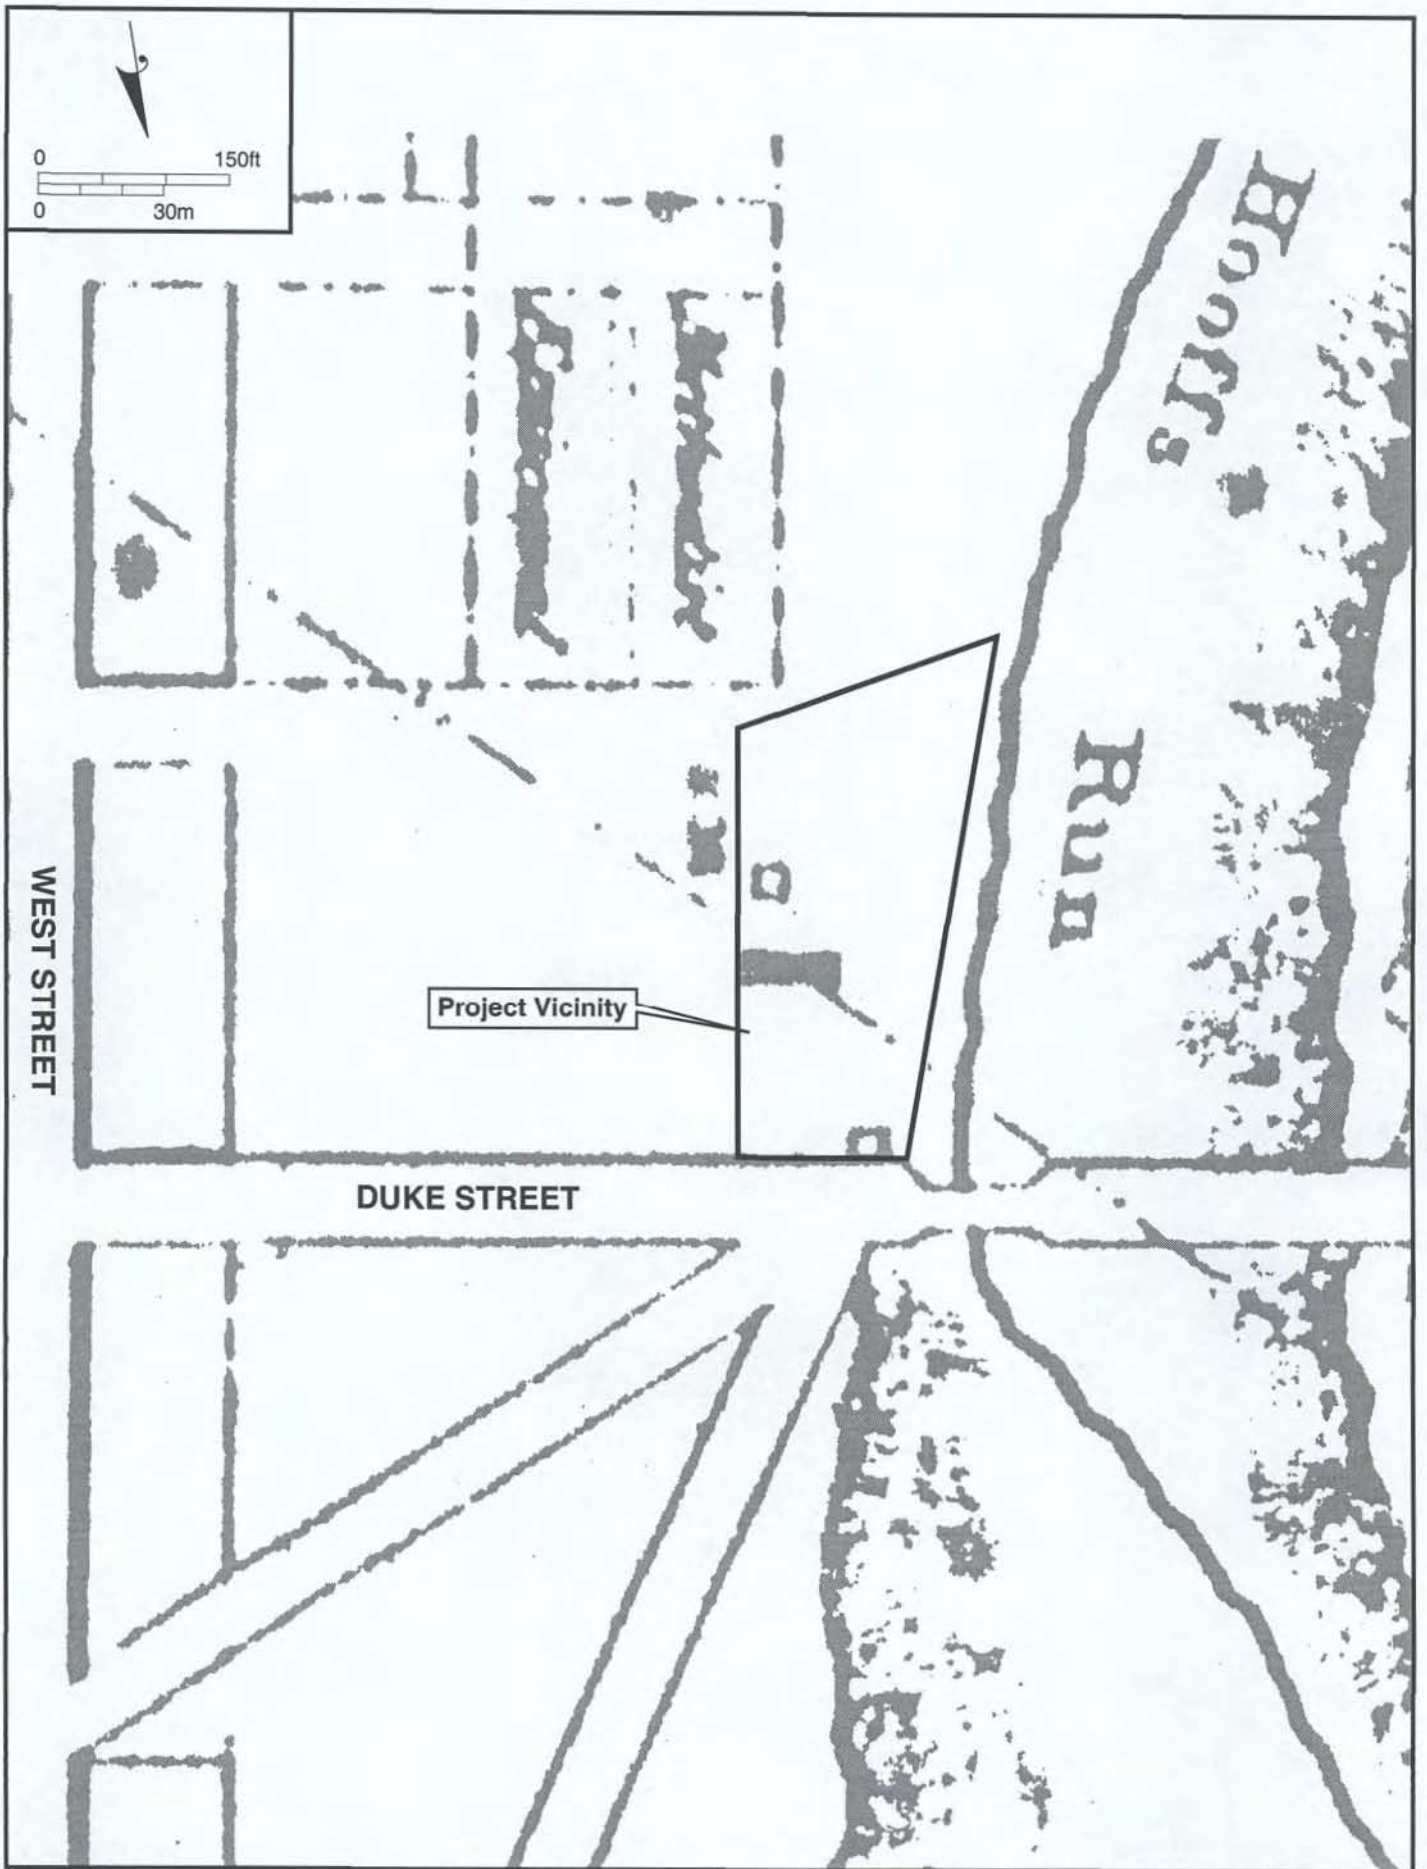 0 150ft
0 30m
Hooff's
Run
WEST STREET
Project Vicinity
DUKE STREET